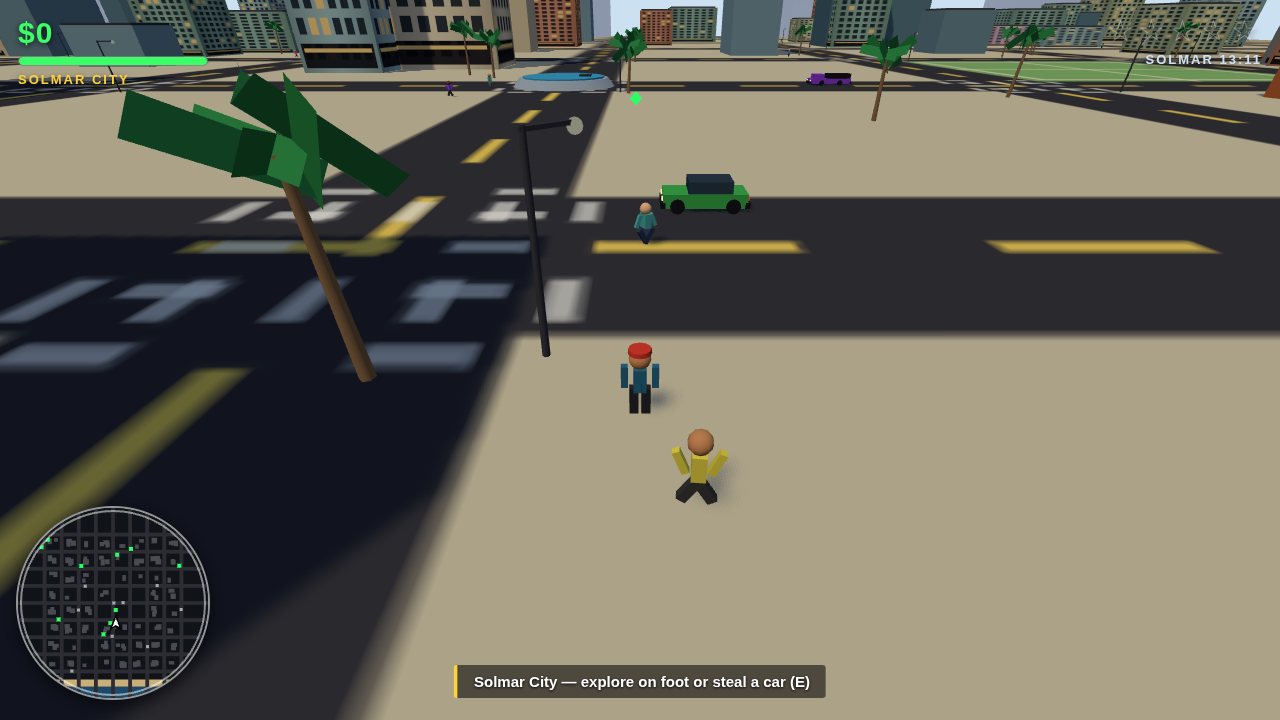 $0
SOLMAR CITY
SOLMAR 13:11
Solmar City — explore on foot or steal a car (E)